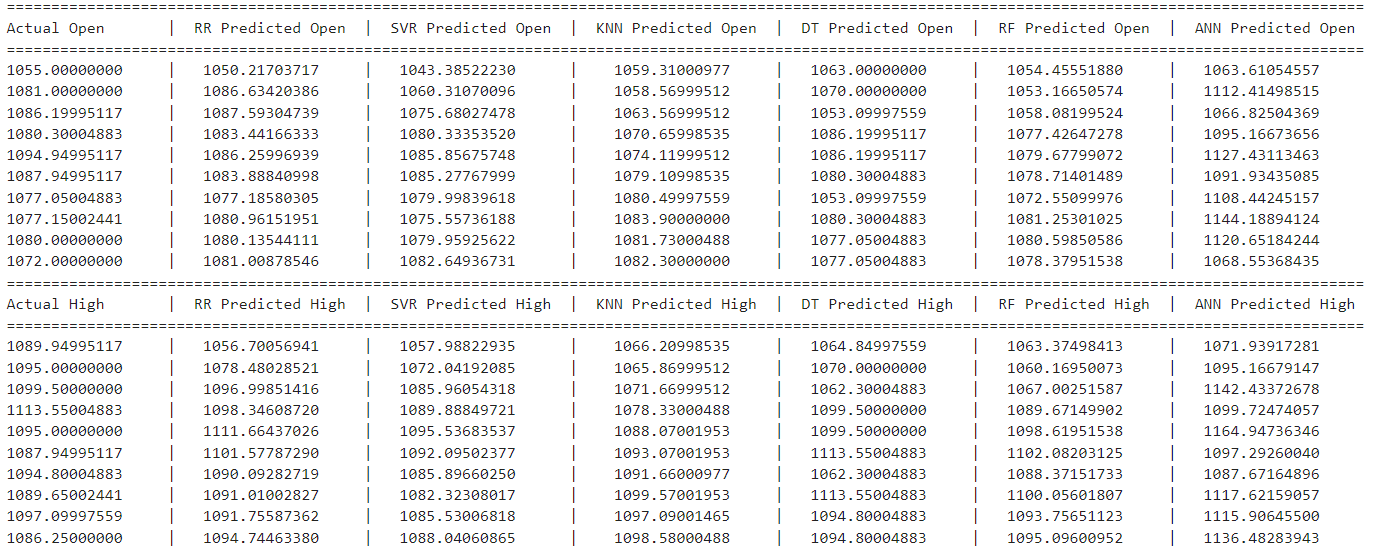 =======================================================================================================================================================
Actual Open | RR Predicted Open | SVR Predicted Open | KNN Predicted Open | DT Predicted Open | RF Predicted Open | ANN Predicted Open
=======================================================================================================================================================
1055.00000000 | 1050.21703717 | 1043.38522230 | 1059.31000977 | 1063.00000000 | 1054.45551880 | 1063.61054557
1081.00000000 | 1086.63420386 | 1060.31070096 | 1058.56999512 | 1070.00000000 | 1053.16650574 | 1112.41498515
1086.19995117 | 1087.59304739 | 1075.68027478 | 1063.56999512 | 1053.09997559 | 1058.08199524 | 1066.82504369
1080.30004883 | 1083.44166333 | 1080.33353520 | 1070.65998535 | 1086.19995117 | 1077.42647278 | 1095.16673656
1094.94995117 | 1086.25996939 | 1085.85675748 | 1074.11999512 | 1086.19995117 | 1079.67799072 | 1127.43113463
1087.94995117 | 1083.88840998 | 1085.27767999 | 1079.10998535 | 1080.30004883 | 1078.71401489 | 1091.93435085
1077.05004883 | 1077.18580305 | 1079.99839618 | 1080.49997559 | 1053.09997559 | 1072.55099976 | 1108.44245157
1077.15002441 | 1080.96151951 | 1075.55736188 | 1083.90000000 | 1080.30004883 | 1081.25301025 | 1144.18894124
1080.00000000 | 1080.13544111 | 1079.95925622 | 1081.73000488 | 1077.05004883 | 1080.59850586 | 1120.65184244
1072.00000000 | 1081.00878546 | 1082.64936731 | 1082.30000000 | 1077.05004883 | 1078.37951538 | 1068.55368435
=======================================================================================================================================================
Actual High | RR Predicted High | SVR Predicted High | KNN Predicted High | DT Predicted High | RF Predicted High | ANN Predicted High
=======================================================================================================================================================
1089.94995117 | 1056.70056941 | 1057.98822935 | 1066.20998535 | 1064.84997559 | 1063.37498413 | 1071.93917281
1095.00000000 | 1078.48028521 | 1072.04192085 | 1065.86999512 | 1070.00000000 | 1060.16950073 | 1095.16679147
1099.50000000 | 1096.99851416 | 1085.96054318 | 1071.66999512 | 1062.30004883 | 1067.00251587 | 1142.43372678
1113.55004883 | 1098.34608720 | 1089.88849721 | 1078.33000488 | 1099.50000000 | 1089.67149902 | 1099.72474057
1095.00000000 | 1111.66437026 | 1095.53683537 | 1088.07001953 | 1099.50000000 | 1098.61951538 | 1164.94736346
1087.94995117 | 1101.57787290 | 1092.09502377 | 1093.07001953 | 1113.55004883 | 1102.08203125 | 1097.29260040
1094.80004883 | 1090.09282719 | 1085.89660250 | 1091.66000977 | 1062.30004883 | 1088.37151733 | 1087.67164896
1089.65002441 | 1091.01002827 | 1082.32308017 | 1099.57001953 | 1113.55004883 | 1100.05601807 | 1117.62159057
1097.09997559 | 1091.75587362 | 1085.53006818 | 1097.09001465 | 1094.80004883 | 1093.75651123 | 1115.90645500
1086.25000000 | 1094.74463380 | 1088.04060865 | 1098.58000488 | 1094.80004883 | 1095.09600952 | 1136.48283943